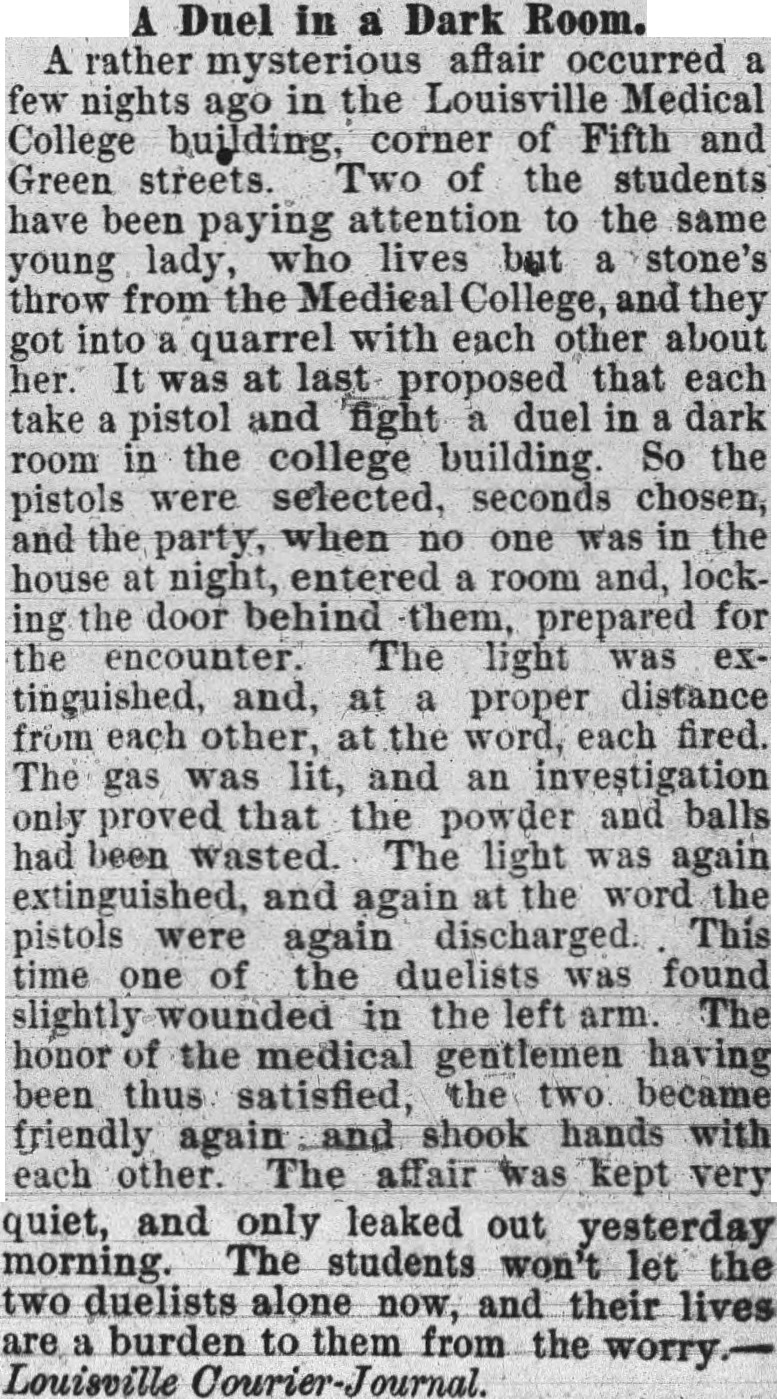 A Duel in a Dark Room.
A rather mysterious affair occurred a
few nights ago in the Louisville Medical
College building, corner of Fifth and
Green streets. Two of the students
have been paying attention to the same
young lady, who lives but a stone's
throw from the Medical College, and they
got into a quarrel with each other about
her. It was at last proposed that each
take a pistol and fight a duel in a dark
room in the college building. So the
pistols were selected, seconds chosen,
and the party, when no one was in the
house at night, entered a room and, lock-
ing the door behind them, prepared for
the encounter. The light was ex-
tinguished, and, at a proper distance
from each other, at the word, each fired.
The gas was lit, and an investigation
only proved that the powder and balls
had been wasted. The light was again
extinguished, and again at the word the
pistols were again discharged. This
time one of the duelists was found
slightly wounded in the left arm. The
honor of the medical gentlemen having
been thus satisfied, the two became
friendly again and shook hands with
each other. The affair was kept very
quiet, and only leaked out yesterday
morning. The students won't let the
two duelists alone now, and their lives
are a burden to them from the worry.—
Louisville Courier-Journal.